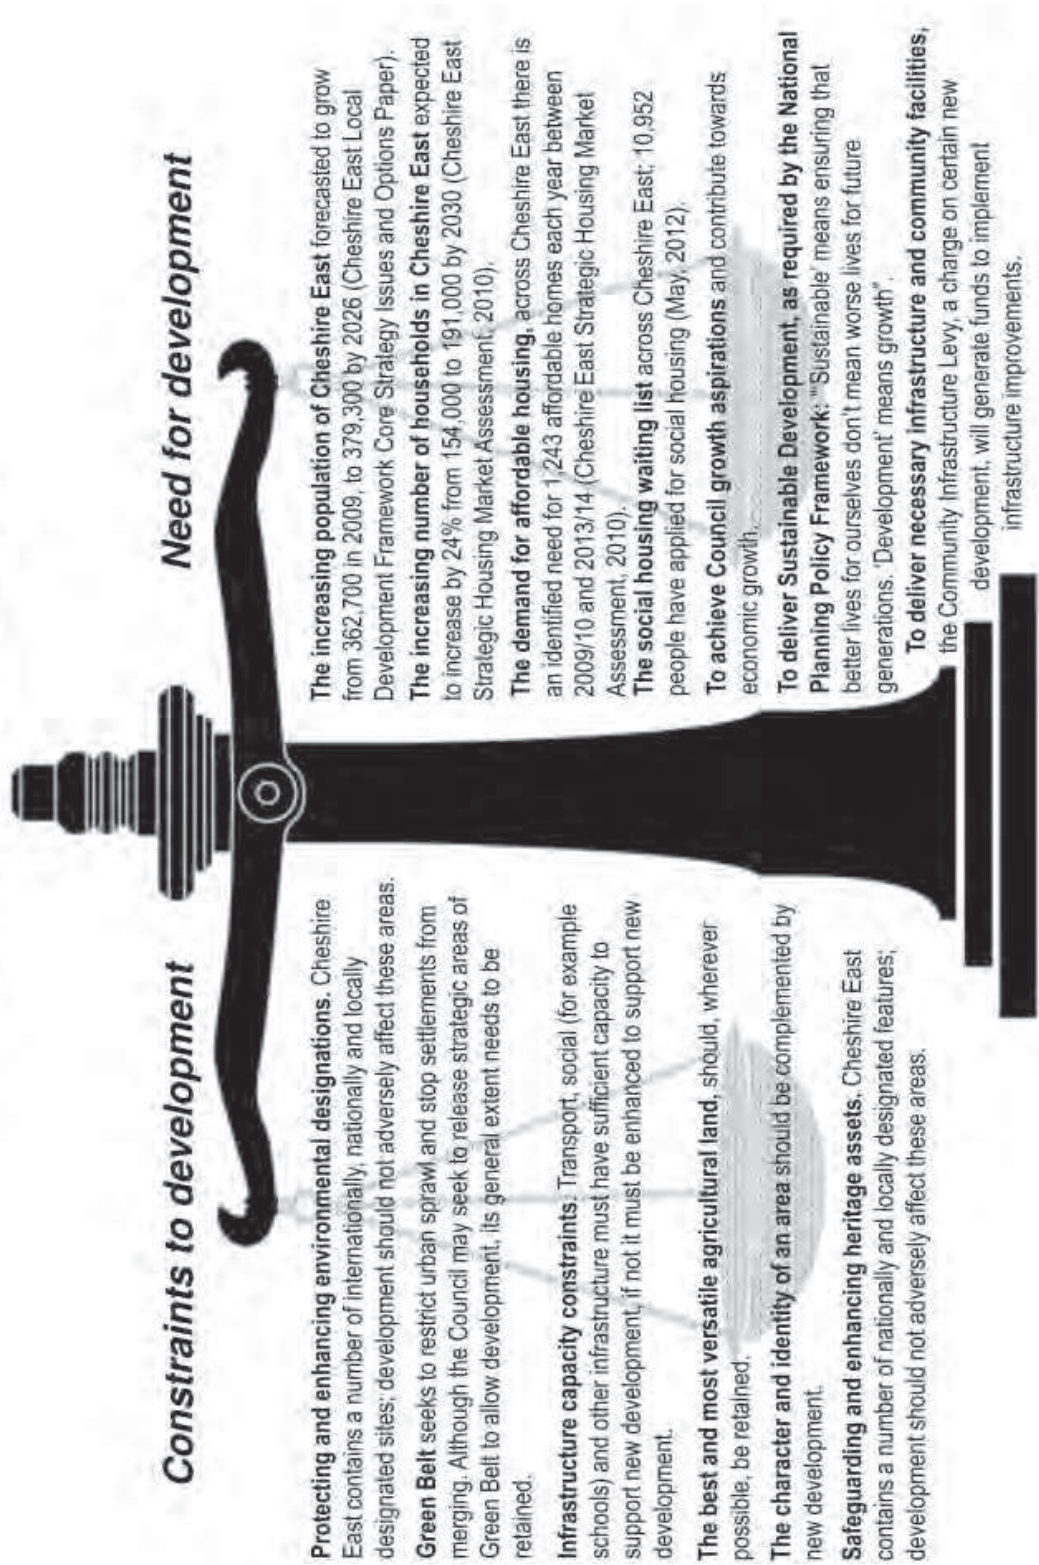 Constraints to development
Protecting and enhancing environmental designations. Cheshire
East contains a number of internationally, nationally and locally
designated sites; development should not adversely affect these areas.
Green Belt seeks to restrict urban sprawl and stop settlements from
merging. Although the Council may seek to release strategic areas of
Green Belt to allow development, its general extent needs to be
retained.
Infrastructure capacity constraints. Transport, social (for example
schools) and other infrastructure must have sufficient capacity to
support new development, if not it must be enhanced to support new
development.
The best and most versatile agricultural land, should, wherever
possible, be retained.
The character and identity of an area should be complemented by
new development.
Safeguarding and enhancing heritage assets. Cheshire East
contains a number of nationally and locally designated features;
development should not adversely affect these areas.
Need for development
The increasing population of Cheshire East forecasted to grow
from 362,700 in 2009, to 379,300 by 2026 (Cheshire East Local
Development Framework Core Strategy Issues and Options Paper).
The increasing number of households in Cheshire East expected
to increase by 24% from 154,000 to 191,000 by 2030 (Cheshire East
Strategic Housing Market Assessment, 2010).
The demand for affordable housing, across Cheshire East there is
an identified need for 1,243 affordable homes each year between
2009/10 and 2013/14 (Cheshire East Strategic Housing Market
Assessment, 2010).
The social housing waiting list across Cheshire East; 10,952
people have applied for social housing (May, 2012).
To achieve Council growth aspirations and contribute towards
economic growth.
To deliver Sustainable Development, as required by the National
Planning Policy Framework: "'Sustainable' means ensuring that
better lives for ourselves don't mean worse lives for future
generations. 'Development' means growth".
To deliver necessary infrastructure and community facilities,
the Community Infrastructure Levy, a charge on certain new
development, will generate funds to implement
infrastructure improvements.